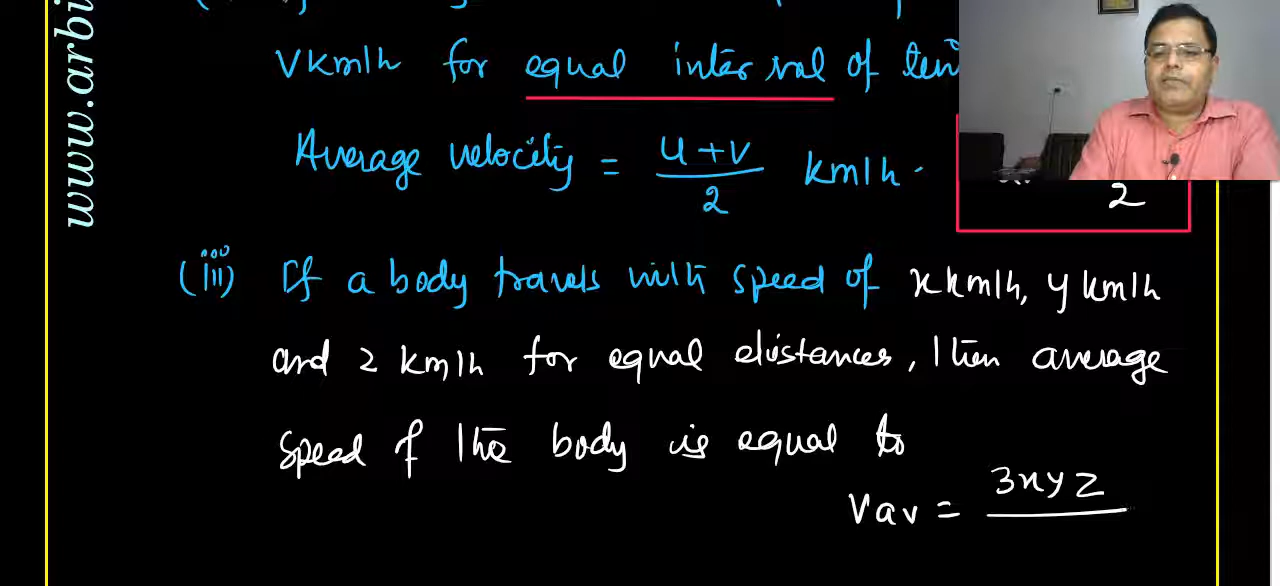 www.arbi
V km/h for equal interval of
Average velocity = u+v/2 km/h. 2
(iii) If a body travels with speed of x km/h, y km/h
and z km/h for equal distances, then average
speed of the body is equal to
Vav = 3xyz